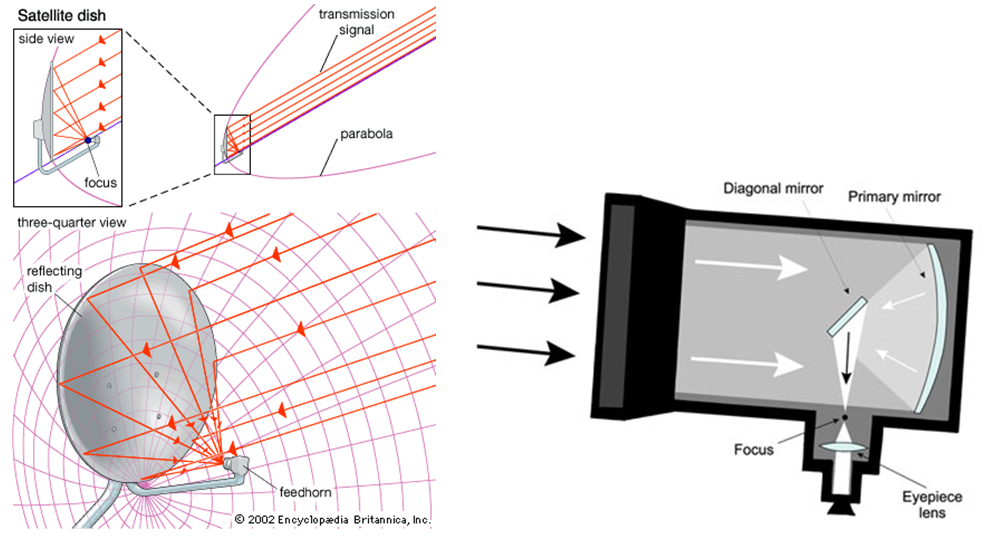 Satellite dish
side view
focus
transmission
signal
parabola
three-quarter view
reflecting
dish
feedhorn
© 2002 Encyclopædia Britannica, Inc.
Diagonal mirror
Primary mirror
Focus
Eyepiece
lens